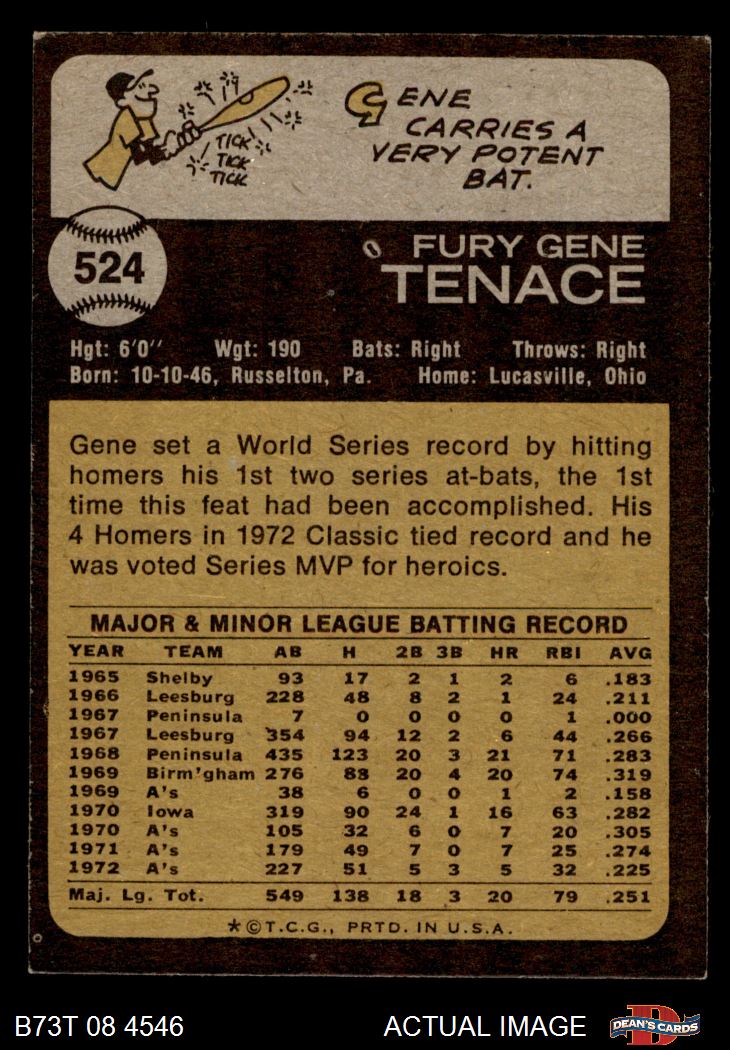 GENE
CARRIES A
VERY POTENT
BAT.
TICK
TICK
TICK
524
FURY GENE
TENACE
Hgt: 6'0'' Wgt: 190 Bats: Right Throws: Right
Born: 10-10-46, Russelton, Pa. Home: Lucasville, Ohio
Gene set a World Series record by hitting
homers his 1st two series at-bats, the 1st
time this feat had been accomplished. His
4 Homers in 1972 Classic tied record and he
was voted Series MVP for heroics.
MAJOR & MINOR LEAGUE BATTING RECORD
YEAR TEAM AB H 2B 3B HR RBI AVG
1965 Shelby 93 17 2 1 2 6 .183
1966 Leesburg 228 48 8 2 1 24 .211
1967 Peninsula 7 0 0 0 0 1 .000
1967 Leesburg 354 94 12 2 6 44 .266
1968 Peninsula 435 123 20 3 21 71 .283
1969 Birm'gham 276 88 20 4 20 74 .319
1969 A's 38 6 0 0 1 2 .158
1970 Iowa 319 90 24 1 16 63 .282
1970 A's 105 32 6 0 7 20 .305
1971 A's 179 49 7 0 7 25 .274
1972 A's 227 51 5 3 5 32 .225
Maj. Lg. Tot. 549 138 18 3 20 79 .251
*©T.C.G., PRTD. IN U.S.A.
B73T 08 4546 ACTUAL IMAGE DEAN'S CARDS